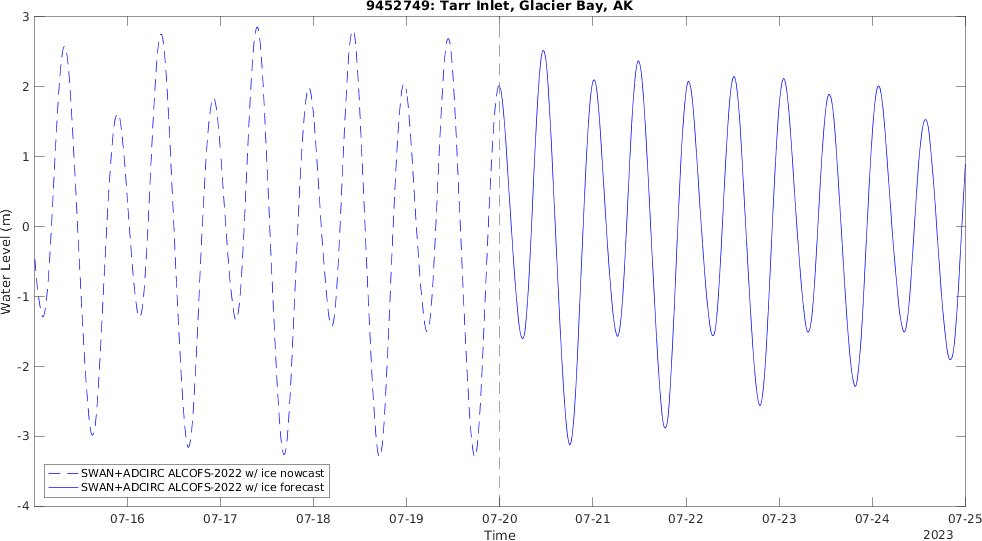 9452749: Tarr Inlet, Glacier Bay, AK
3
2
1
0
-1
-2
-3
-4
Water Level (m)
SWAN+ADCIRC ALCOFS-2022 w/ ice nowcast
SWAN+ADCIRC ALCOFS-2022 w/ ice forecast
07-16 07-17 07-18 07-19 07-20 07-21 07-22 07-23 07-24 07-25
Time
2023